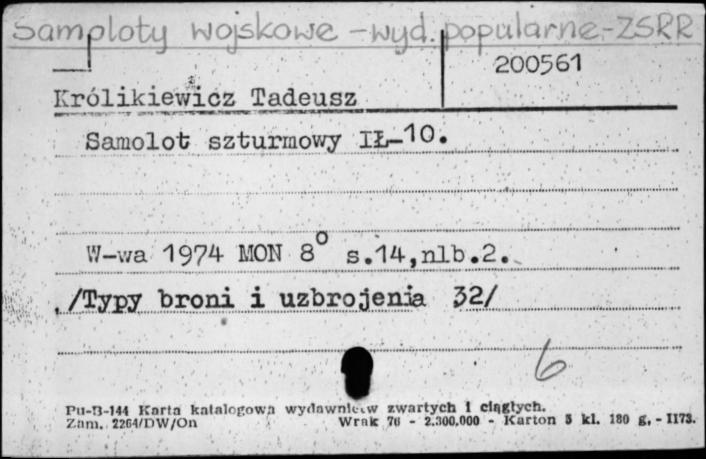 Samoloty wojskowe - wyd. popularne - ZSRR
200561
Królikiewicz Tadeusz
Samolot szturmowy IŁ-10.
W-wa 1974 MON 8° s.14,nlb.2.
/Typy broni i uzbrojenia 32/
6
Pu-B-144 Karta katalogowa wydawnictw zwartych i ciągłych.
Zam. 2264/DW/On Wrak 76 - 2.300.000 - Karton 3 kl. 180 g. - II73.